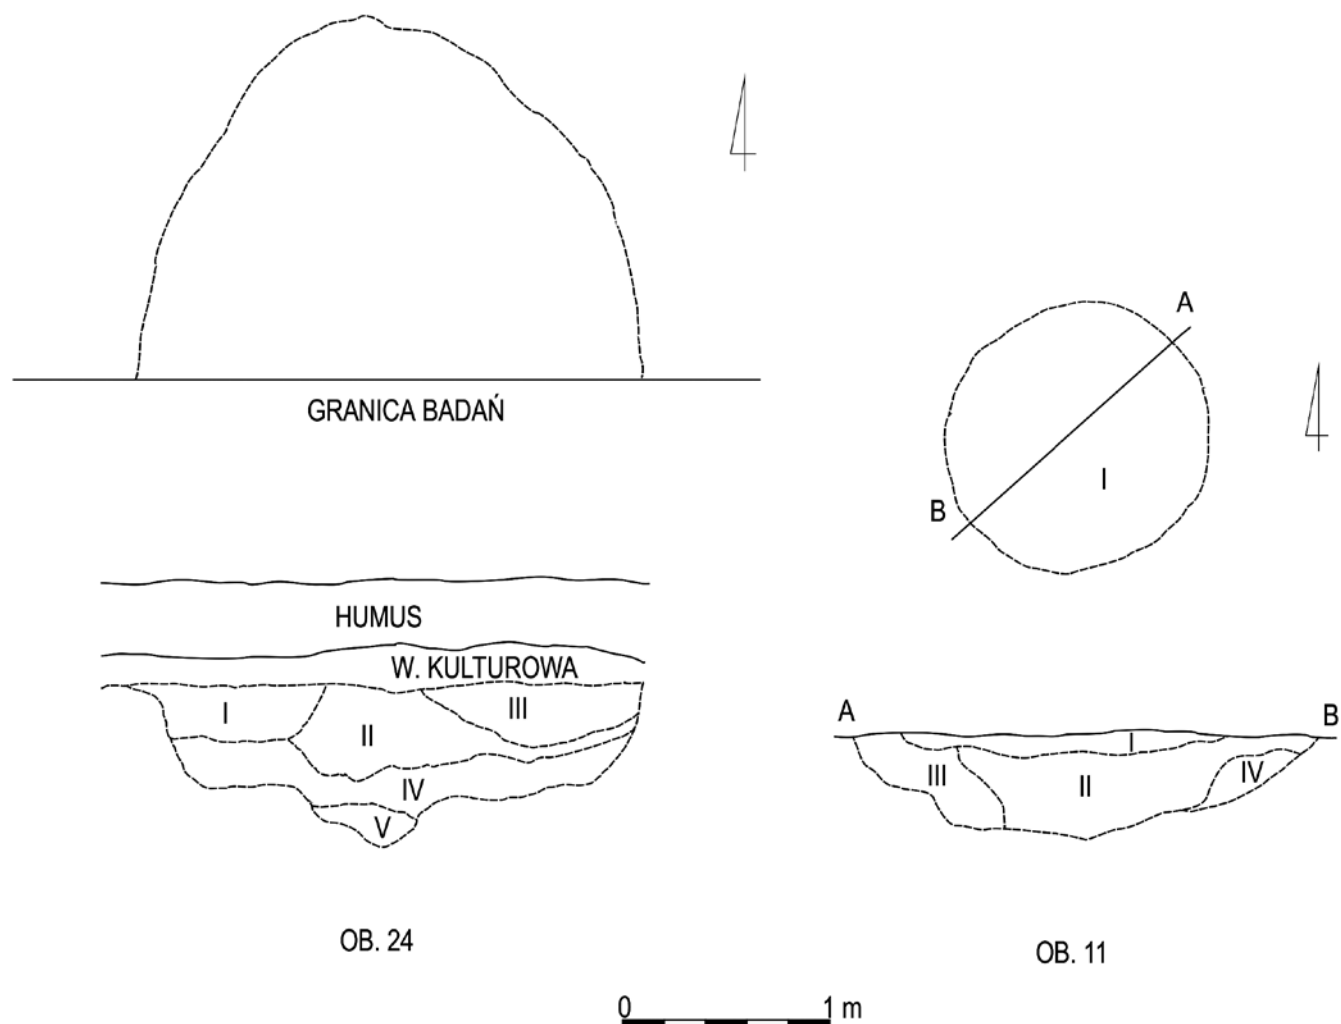 GRANICA BADAŃ
A
B
I
HUMUS
W. KULTUROWA
I
II
III
IV
V
A
B
I
III
II
IV
OB. 24
OB. 11
0 1 m